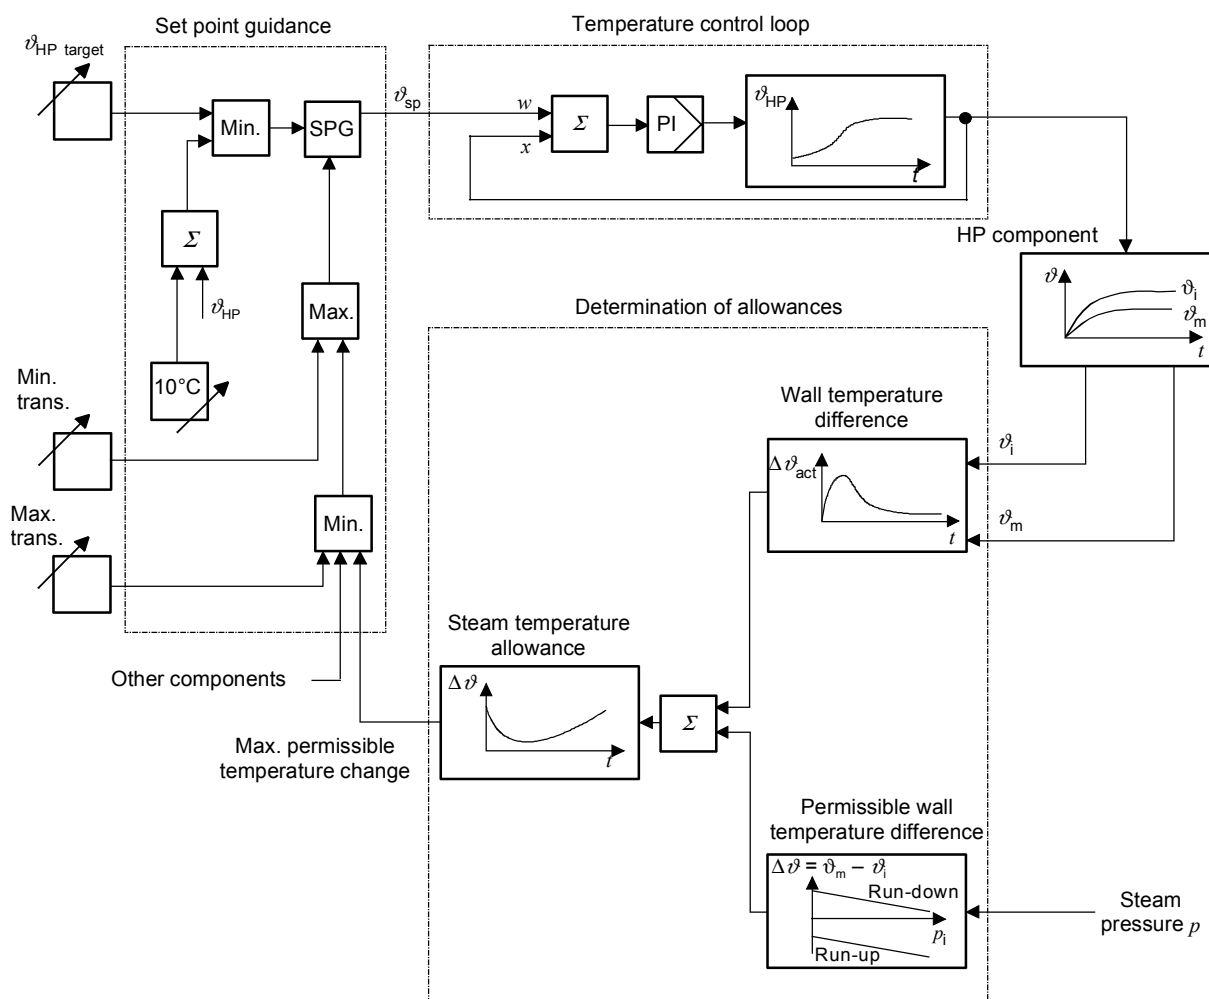 Set point guidance
Temperature control loop
ϑHP target
Min.
SPG
ϑsp
w
x
Σ
PI
ϑHP
t
Σ
ϑHP
10°C
Max.
Min.
trans.
Max.
trans.
Min.
Other components
Max. permissible
temperature change
HP component
ϑ
ϑi
ϑm
t
Determination of allowances
Wall temperature
difference
Δϑact
t
ϑi
ϑm
Steam temperature
allowance
Δϑ
t
Σ
Permissible wall
temperature difference
Δϑ = ϑm − ϑi
Run-down
pi
Run-up
Steam
pressure p